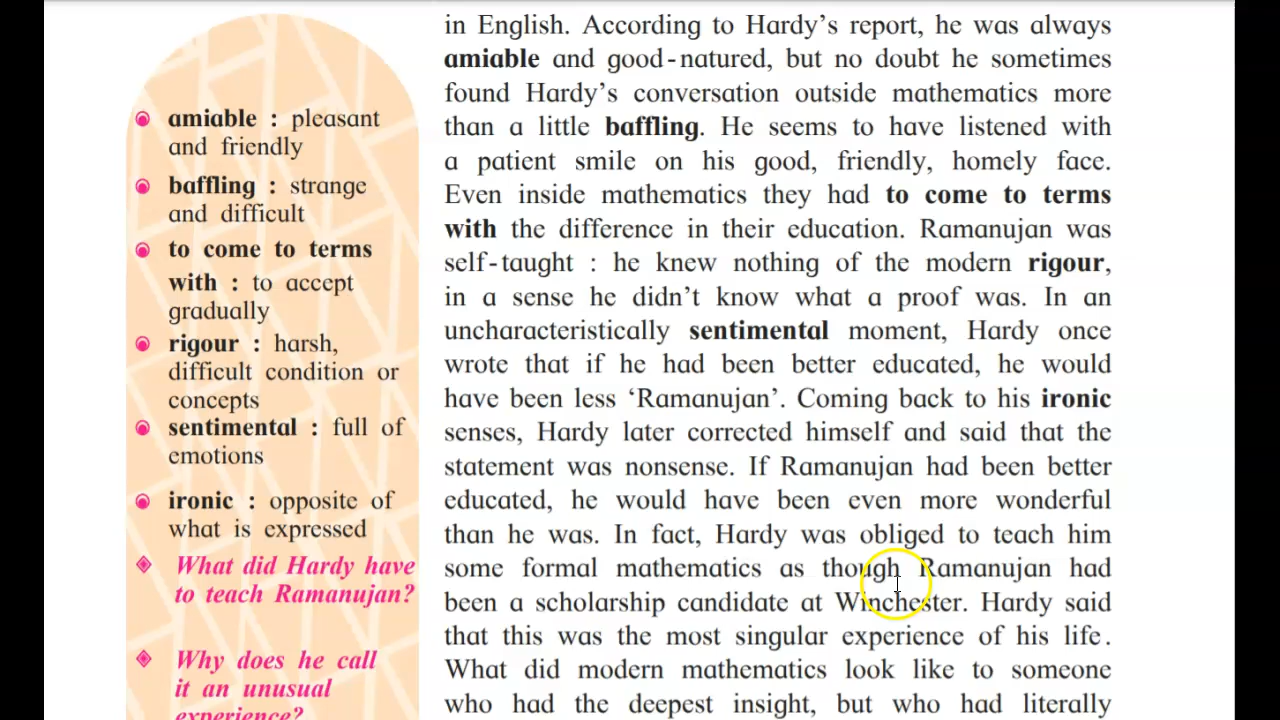 amiable : pleasant
and friendly
baffling : strange
and difficult
to come to terms
with : to accept
gradually
rigour : harsh,
difficult condition or
concepts
sentimental : full of
emotions
ironic : opposite of
what is expressed
What did Hardy have
to teach Ramanujan?
Why does he call
it an unusual
experience?
in English. According to Hardy's report, he was always
amiable and good-natured, but no doubt he sometimes
found Hardy's conversation outside mathematics more
than a little baffling. He seems to have listened with
a patient smile on his good, friendly, homely face.
Even inside mathematics they had to come to terms
with the difference in their education. Ramanujan was
self-taught : he knew nothing of the modern rigour,
in a sense he didn't know what a proof was. In an
uncharacteristically sentimental moment, Hardy once
wrote that if he had been better educated, he would
have been less ‘Ramanujan’. Coming back to his ironic
senses, Hardy later corrected himself and said that the
statement was nonsense. If Ramanujan had been better
educated, he would have been even more wonderful
than he was. In fact, Hardy was obliged to teach him
some formal mathematics as though Ramanujan had
been a scholarship candidate at Winchester. Hardy said
that this was the most singular experience of his life.
What did modern mathematics look like to someone
who had the deepest insight, but who had literally